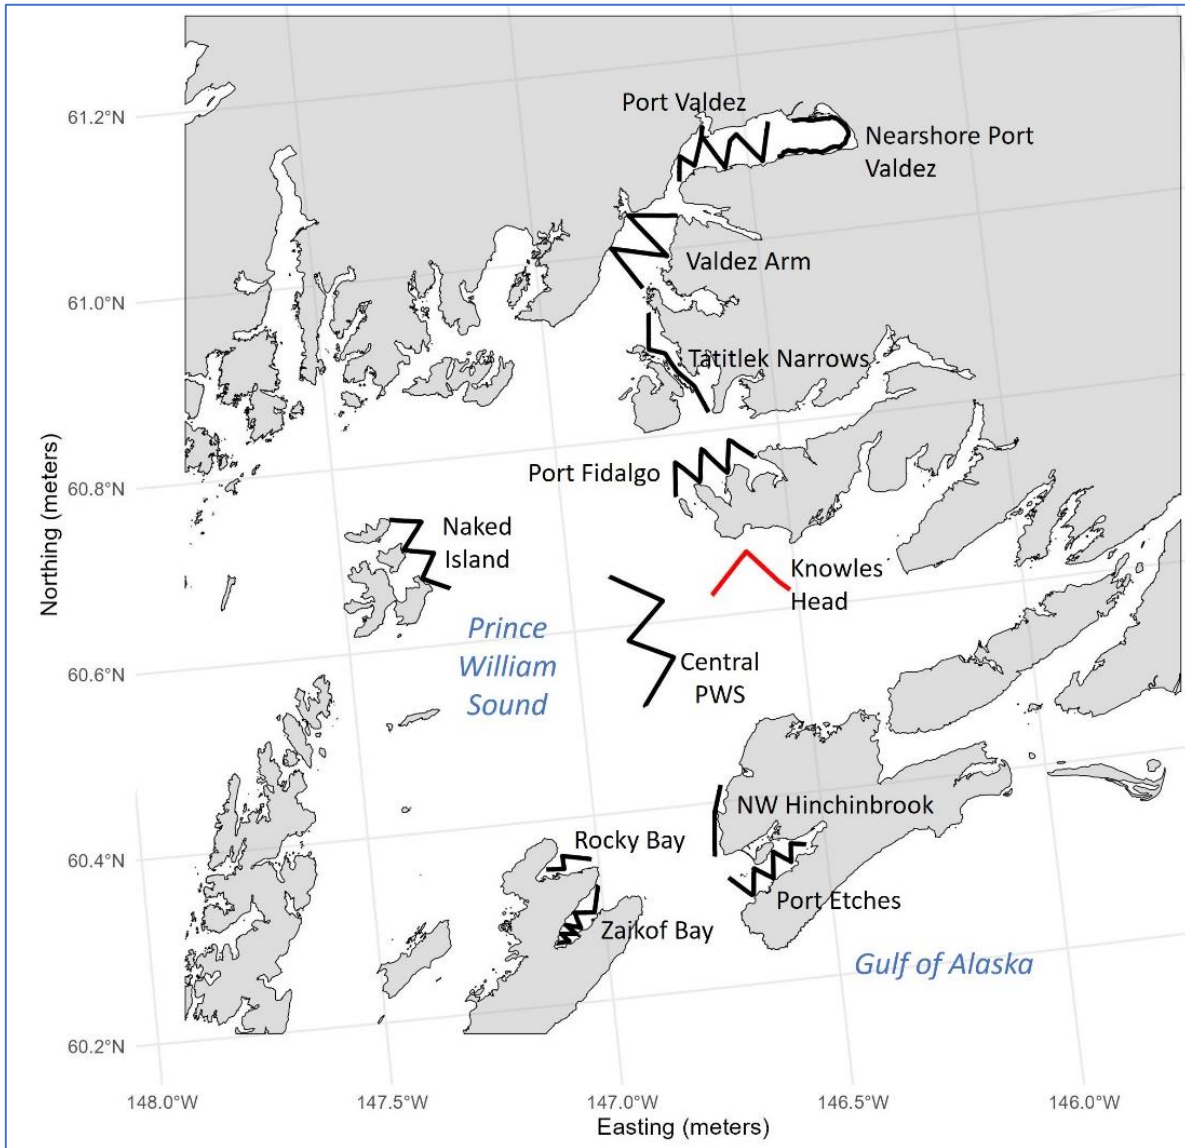 Port Valdez
61.2°N
Nearshore Port
Valdez
Valdez Arm
61.0°N
Tatitlek Narrows
Port Fidalgo
60.8°N
Naked
Island
Knowles
Head
Northing (meters)
Prince
William
Sound
Central
PWS
60.6°N
NW Hinchinbrook
Rocky Bay
60.4°N
Port Etches
Zaikof Bay
Gulf of Alaska
60.2°N
148.0°W
147.5°W
147.0°W
146.5°W
146.0°W
Easting (meters)